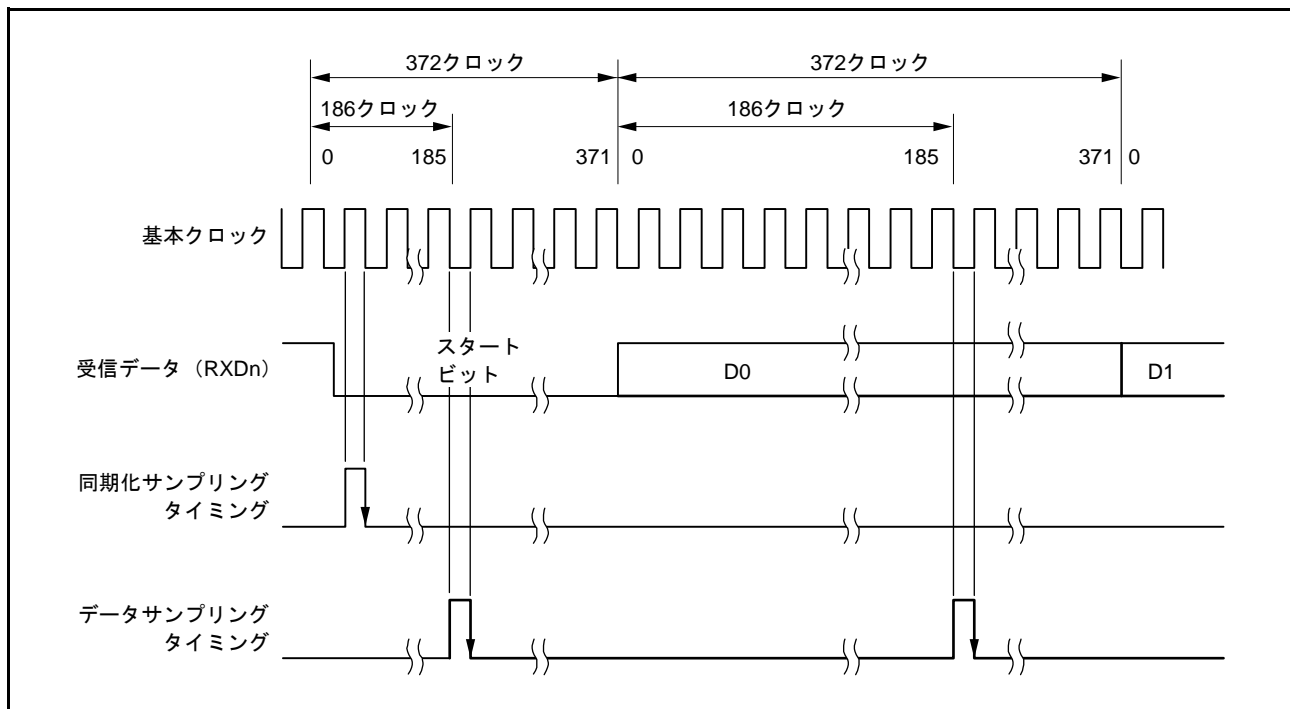 372クロック
372クロック
186クロック
186クロック
0
185
371
0
185
371
0
基本クロック
受信データ（RXDn）
スタート
ビット
D0
D1
同期化サンプリング
タイミング
データサンプリング
タイミング